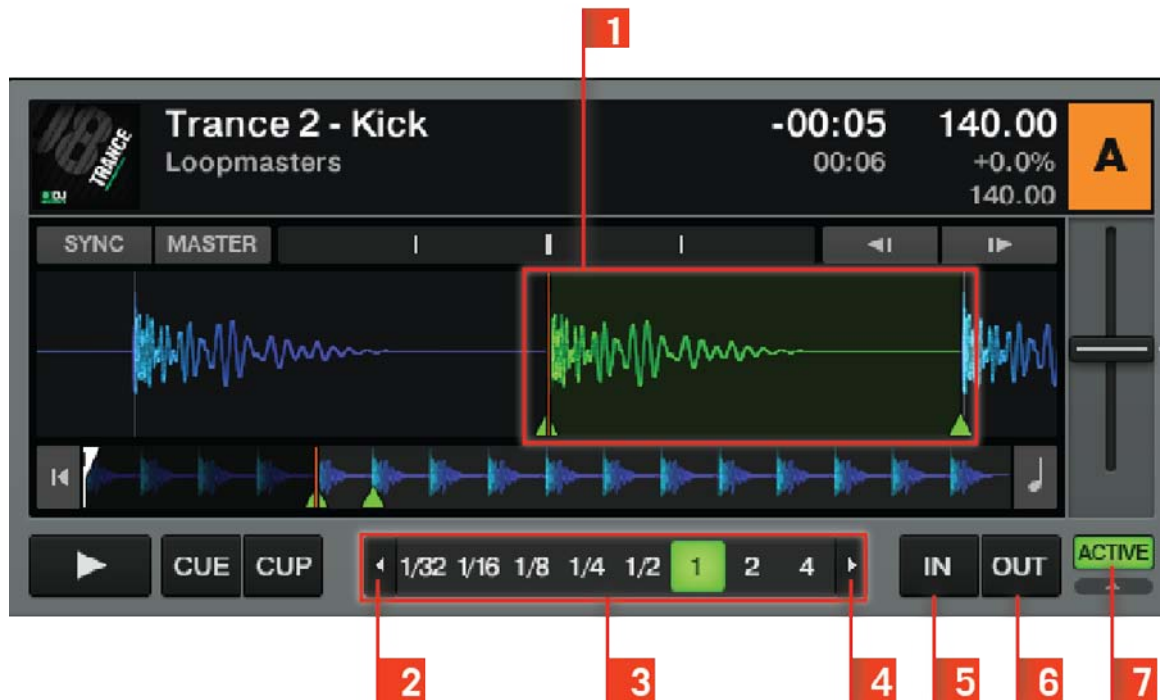 1
Trance 2 - Kick
-00:05
140.00
A
Loopmasters
00:06
+0.0%
140.00
TRANCE
DJ
SYNC
MASTER
CUE
CUP
1/32 1/16 1/8 1/4 1/2 1 2 4
IN
OUT
ACTIVE
2
3
4
5
6
7